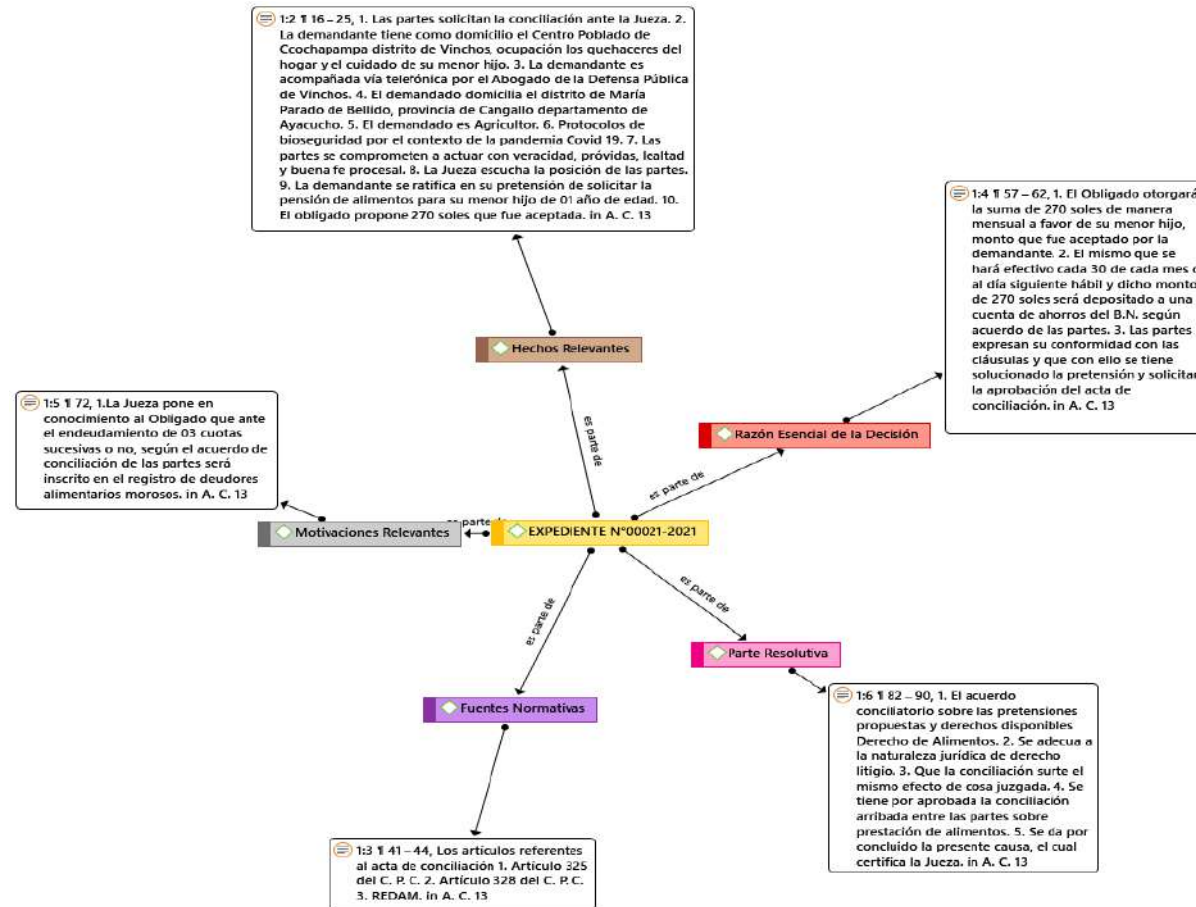 1:2 ¶ 16 – 25, 1. Las partes solicitan la conciliación ante la Jueza. 2.
La demandante tiene como domicilio el Centro Poblado de
Ccochapampa distrito de Vinchos, ocupación los quehaceres del
hogar y el cuidado de su menor hijo. 3. La demandante es
acompañada vía telefónica por el Abogado de la Defensa Pública
de Vinchos. 4. El demandado domicilia el distrito de María
Parado de Bellido, provincia de Cangallo departamento de
Ayacucho. 5. El demandado es Agricultor. 6. Protocolos de
bioseguridad por el contexto de la pandemia Covid 19. 7. Las
partes se comprometen a actuar con veracidad, próvidas, lealtad
y buena fe procesal. 8. La Jueza escucha la posición de las partes.
9. La demandante se ratifica en su pretensión de solicitar la
pensión de alimentos para su menor hijo de 01 año de edad. 10.
El obligado propone 270 soles que fue aceptada. in A. C. 13
1:4 ¶ 57 – 62, 1. El Obligado otorgará
la suma de 270 soles de manera
mensual a favor de su menor hijo,
monto que fue aceptado por la
demandante. 2. El mismo que se
hará efectivo cada 30 de cada mes o
al día siguiente hábil y dicho monto
de 270 soles será depositado a una
cuenta de ahorros del B.N. según
acuerdo de las partes. 3. Las partes
expresan su conformidad con las
cláusulas y que con ello se tiene
solucionado la pretensión y solicitan
la aprobación del acta de
conciliación. in A. C. 13
Hechos Relevantes
1:5 ¶ 72, 1.La Jueza pone en
conocimiento al Obligado que ante
el endeudamiento de 03 cuotas
sucesivas o no, según el acuerdo de
conciliación de las partes será
inscrito en el registro de deudores
alimentarios morosos. in A. C. 13
es parte de
Razón Esencial de la Decisión
es parte de
Motivaciones Relevantes
es parte de
EXPEDIENTE N°00021-2021
es parte de
es parte de
Parte Resolutiva
Fuentes Normativas
1:6 ¶ 82 – 90, 1. El acuerdo
conciliatorio sobre las pretensiones
propuestas y derechos disponibles
Derecho de Alimentos. 2. Se adecua a
la naturaleza jurídica de derecho
litigio. 3. Que la conciliación surte el
mismo efecto de cosa juzgada. 4. Se
tiene por aprobada la conciliación
arribada entre las partes sobre
prestación de alimentos. 5. Se da por
concluido la presente causa, el cual
certifica la Jueza. in A. C. 13
1:3 ¶ 41 – 44, Los artículos referentes
al acta de conciliación 1. Artículo 325
del C. P. C. 2. Artículo 328 del C. P. C.
3. REDAM. in A. C. 13